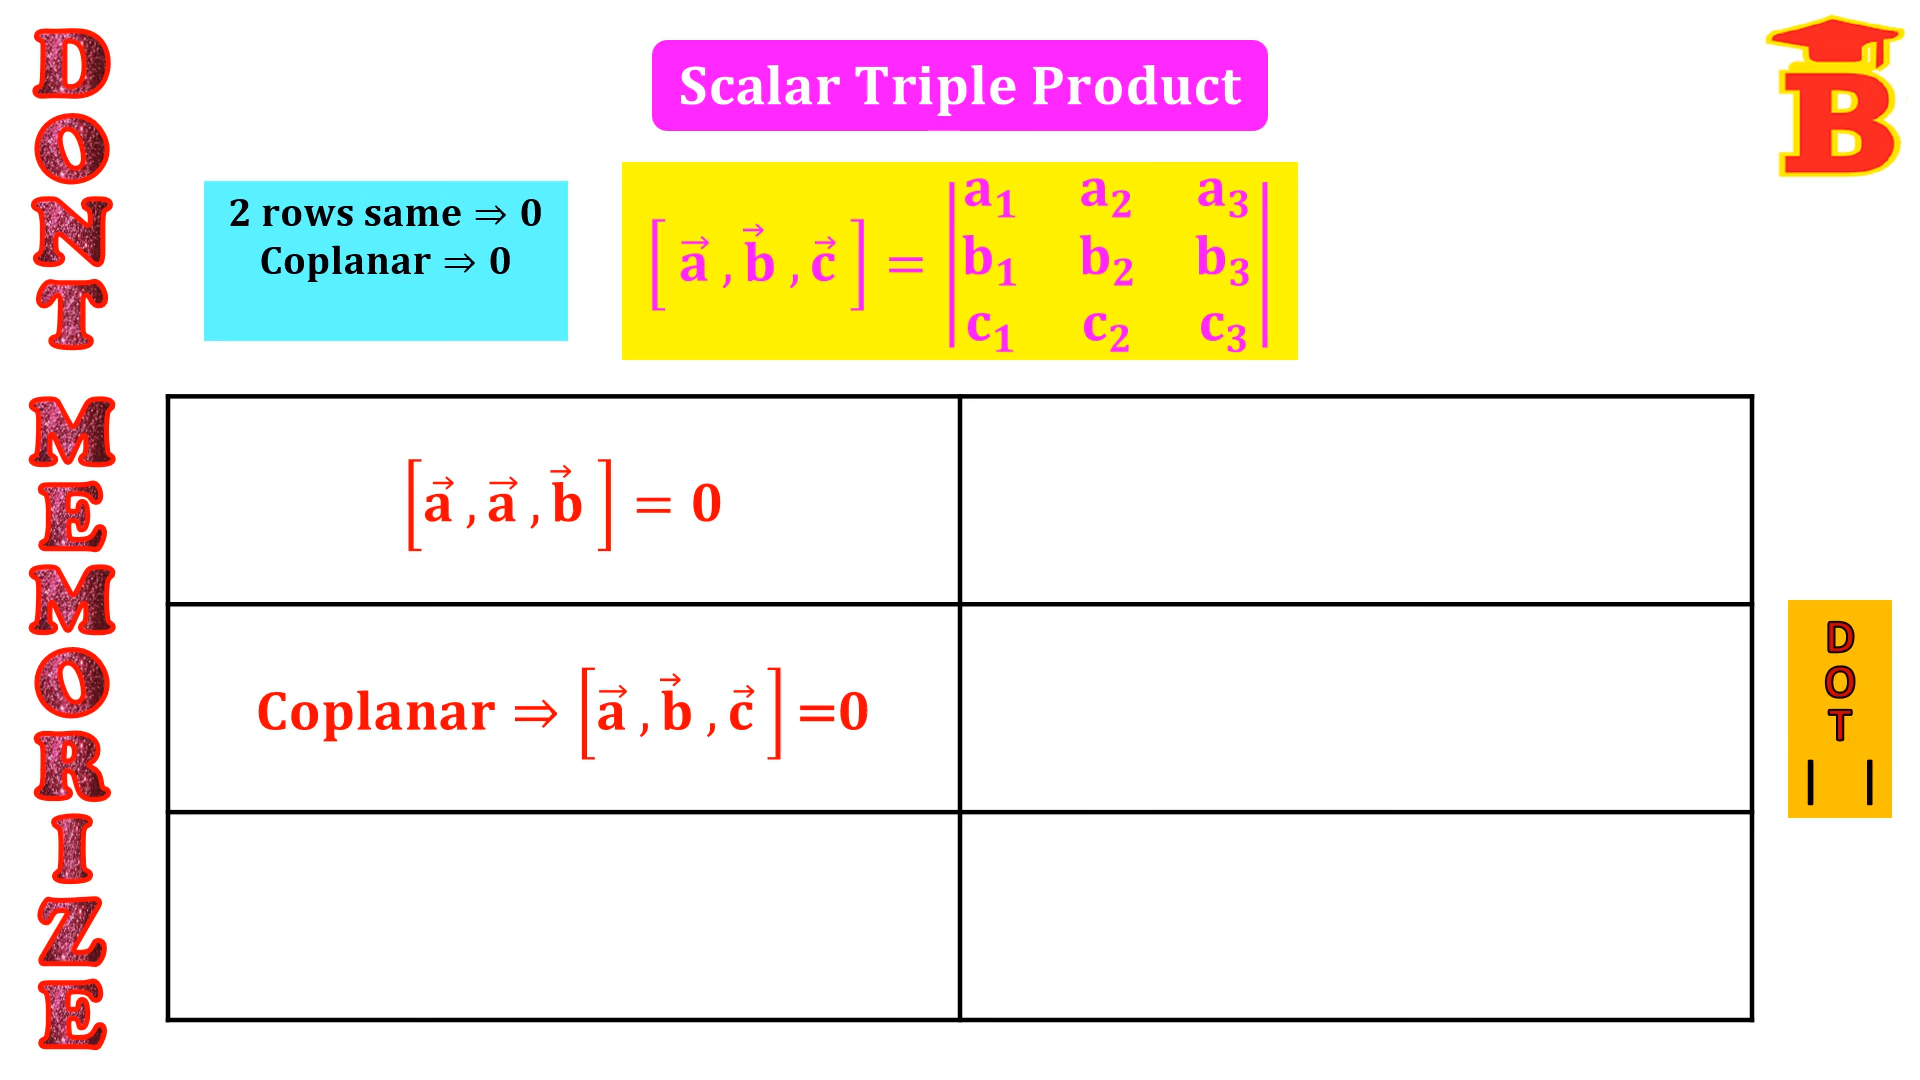 DONT MEMORIZE
Scalar Triple Product
B
2 rows same ⇒ 0
Coplanar ⇒ 0
[ a⃗ , b⃗ , c⃗ ] = | a₁ a₂ a₃ |
| b₁ b₂ b₃ |
| c₁ c₂ c₃ |
[ a⃗ , a⃗ , b⃗ ] = 0
Coplanar ⇒ [ a⃗ , b⃗ , c⃗ ] =0
DOT
| |